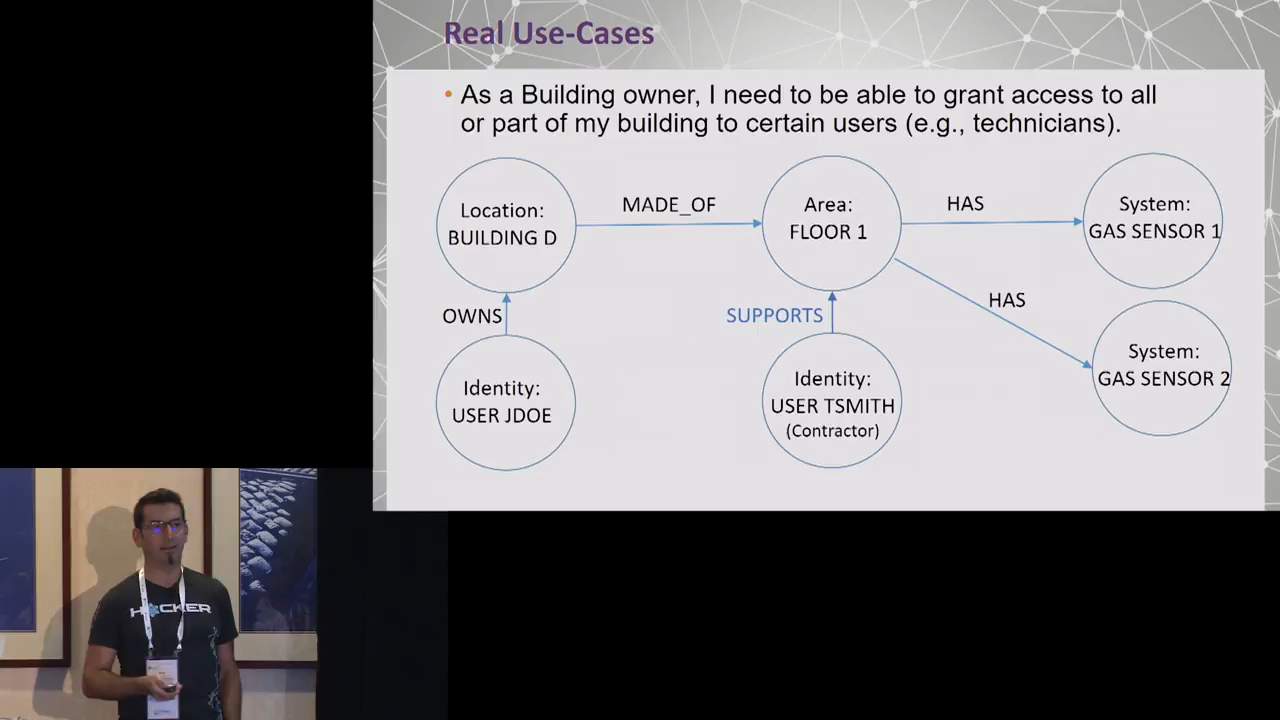 Real Use-Cases
• As a Building owner, I need to be able to grant access to all
or part of my building to certain users (e.g., technicians).
Location:
BUILDING D
MADE_OF
Area:
FLOOR 1
HAS
System:
GAS SENSOR 1
OWNS
SUPPORTS
HAS
System:
GAS SENSOR 2
Identity:
USER JDOE
Identity:
USER TSMITH
(Contractor)
HACKER